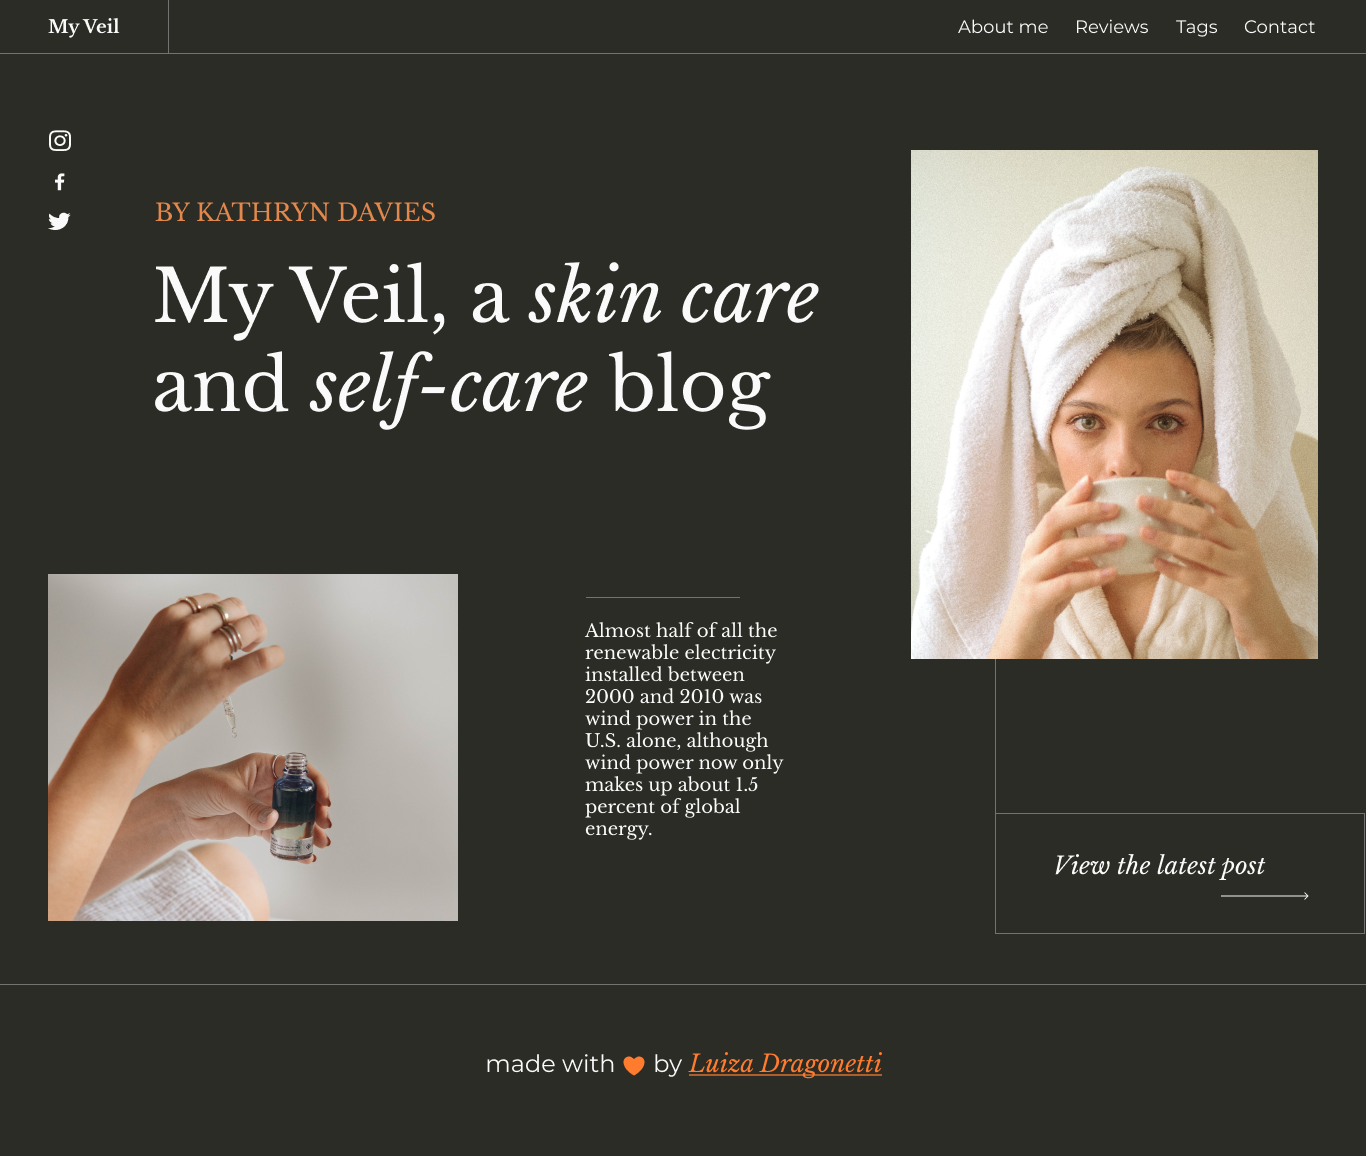 My Veil
About me Reviews Tags Contact
BY KATHRYN DAVIES
My Veil, a skin care
and self-care blog
Almost half of all the
renewable electricity
installed between
2000 and 2010 was
wind power in the
U.S. alone, although
wind power now only
makes up about 1.5
percent of global
energy.
View the latest post
made with by Luiza Dragonetti